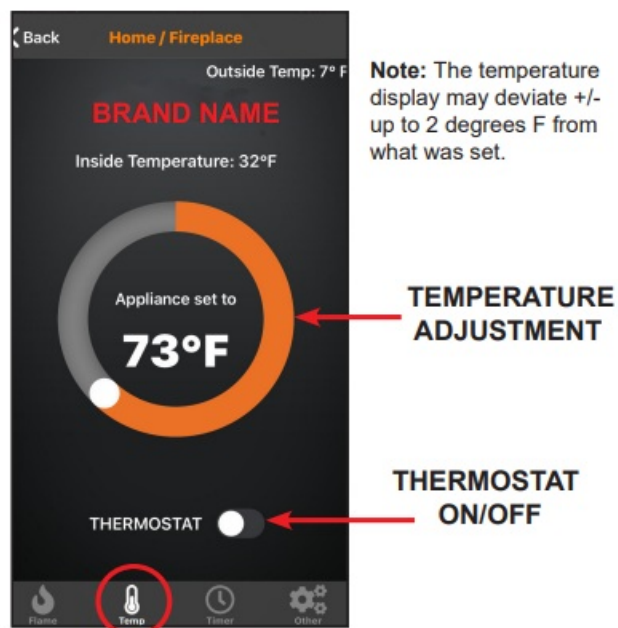 Back
Home / Fireplace
Outside Temp: 7° F
BRAND NAME
Inside Temperature: 32°F
Appliance set to
73°F
THERMOSTAT
Flame
Temp
Timer
Other
Note: The temperature
display may deviate +/-
up to 2 degrees F from
what was set.
TEMPERATURE
ADJUSTMENT
THERMOSTAT
ON/OFF